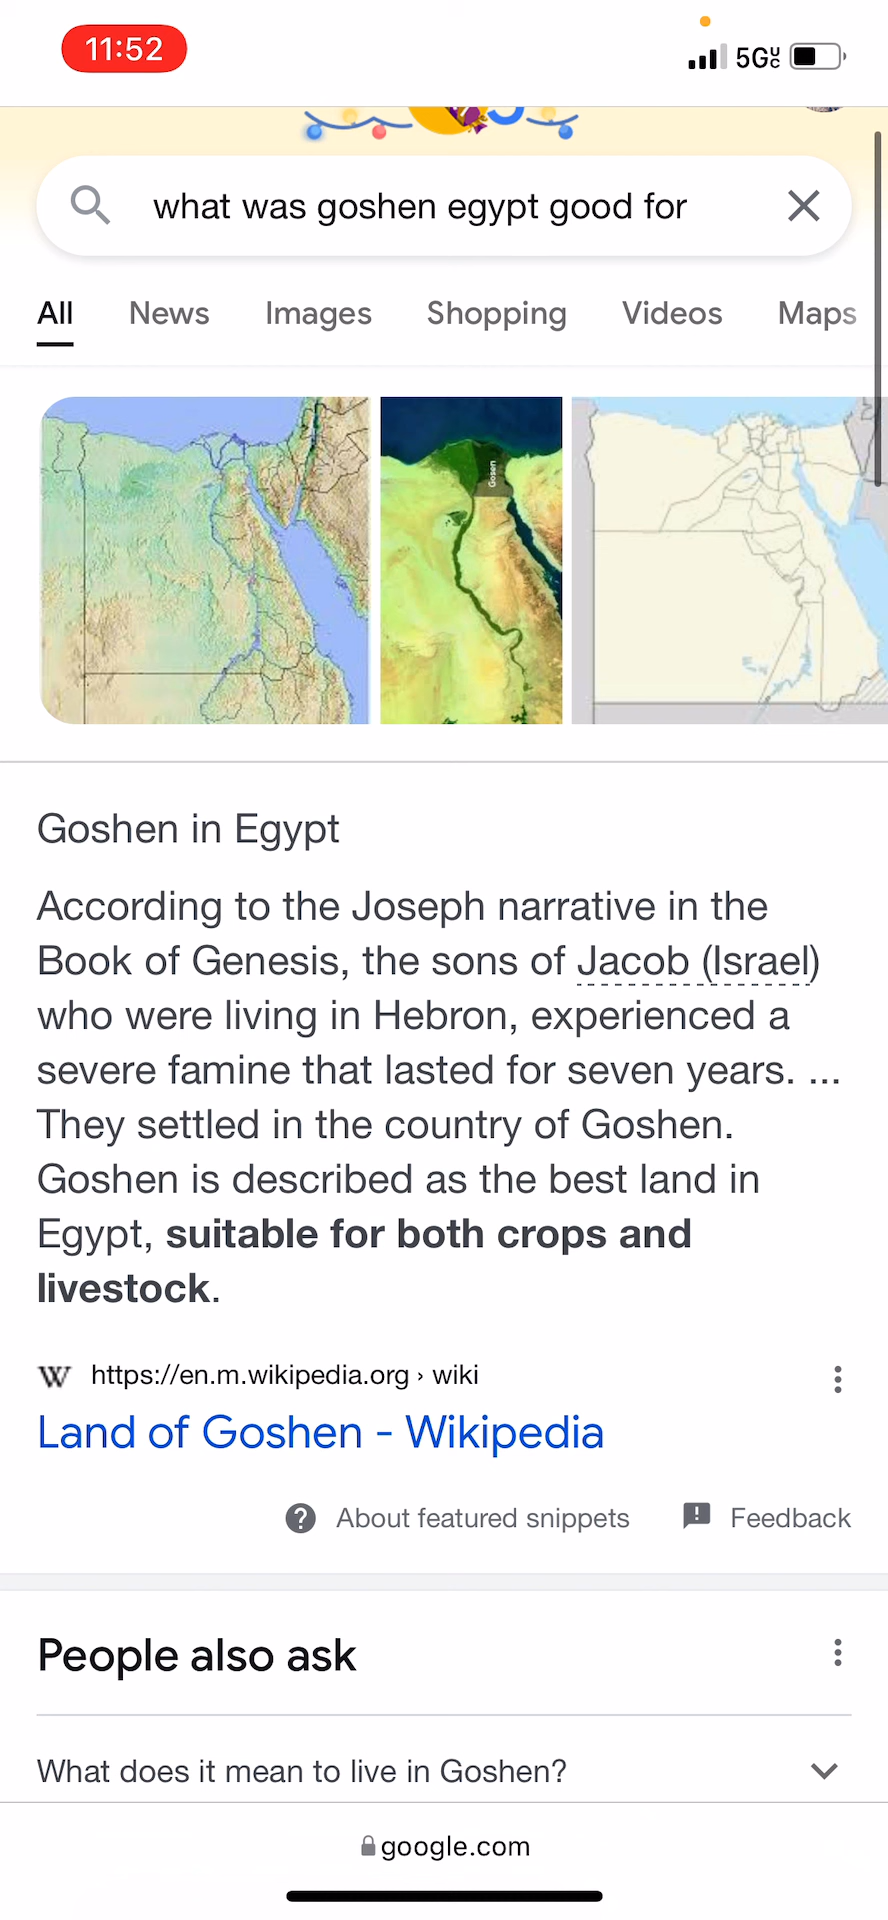 11:52
5G
what was goshen egypt good for
All News Images Shopping Videos Maps
Gosen
Goshen in Egypt
According to the Joseph narrative in the
Book of Genesis, the sons of Jacob (Israel)
who were living in Hebron, experienced a
severe famine that lasted for seven years. ...
They settled in the country of Goshen.
Goshen is described as the best land in
Egypt, suitable for both crops and
livestock.
W https://en.m.wikipedia.org › wiki
Land of Goshen - Wikipedia
About featured snippets Feedback
People also ask
What does it mean to live in Goshen?
google.com